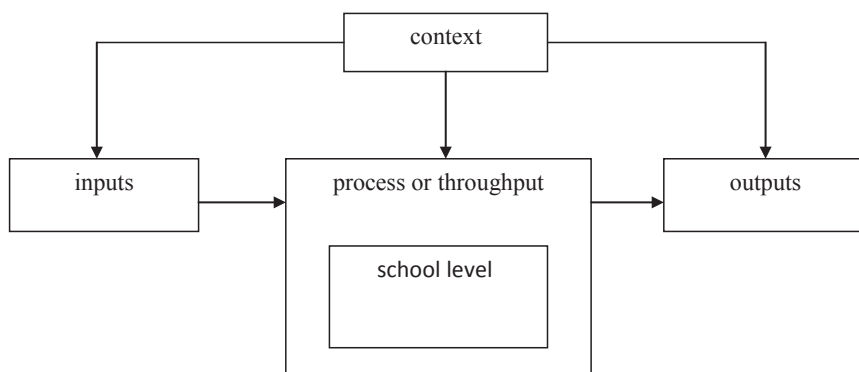 context
inputs
process or throughput
outputs
school level